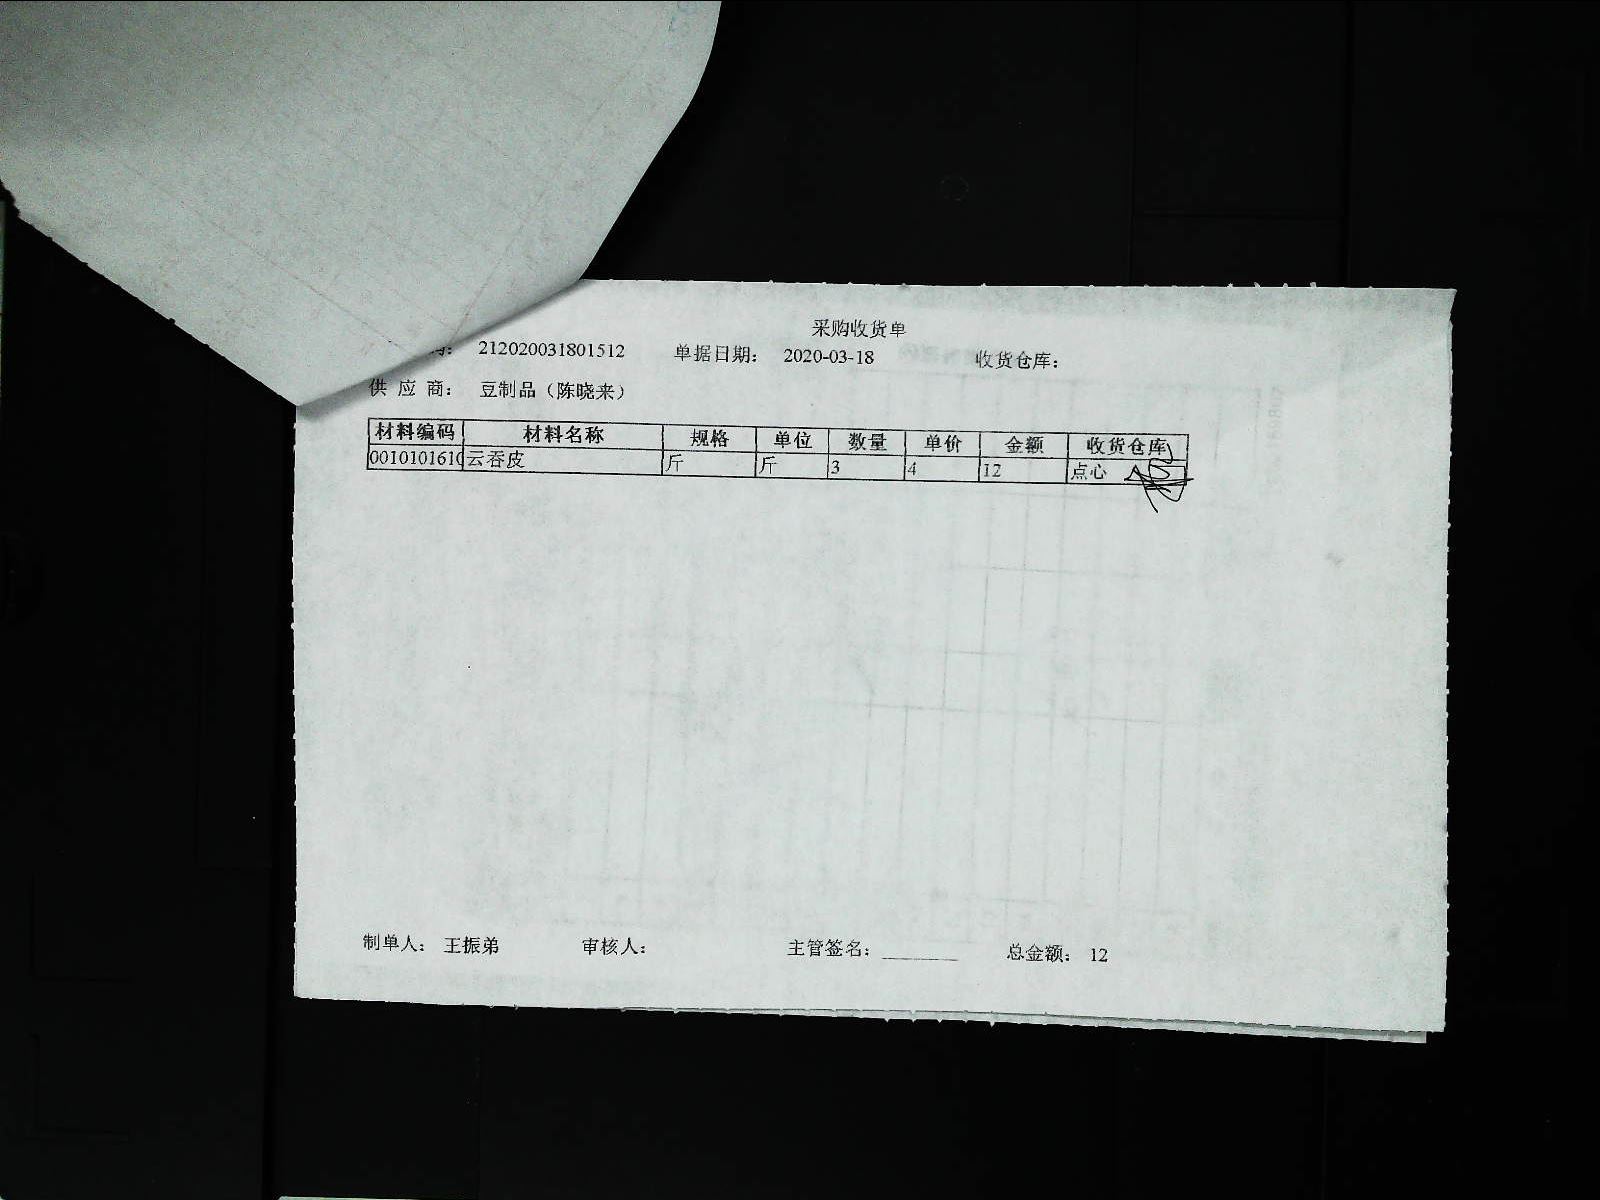 采购收货单
212020031801512 单据日期： 2020-03-18 收货仓库：
供 应 商： 豆制品（陈晓来）
材料编码 材料名称 规格 单位 数量 单价 金额 收货仓库
0010101610 云吞皮 斤 斤 3 4 12 点心
制单人： 王振弟 审核人： 主管签名： ________ 总金额： 12